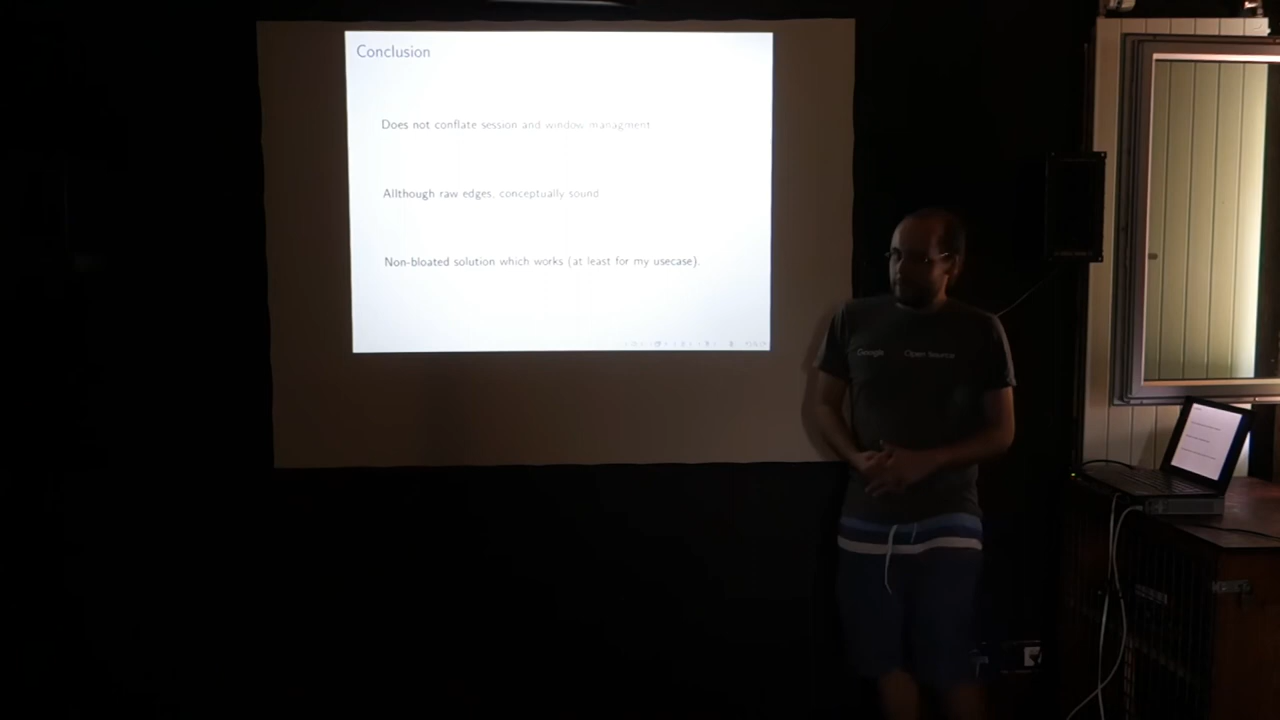 Conclusion
Does not conflate session and window managment
Allthough raw edges, conceptually sound
Non-bloated solution which works (at least for my usecase).
Google Open Source